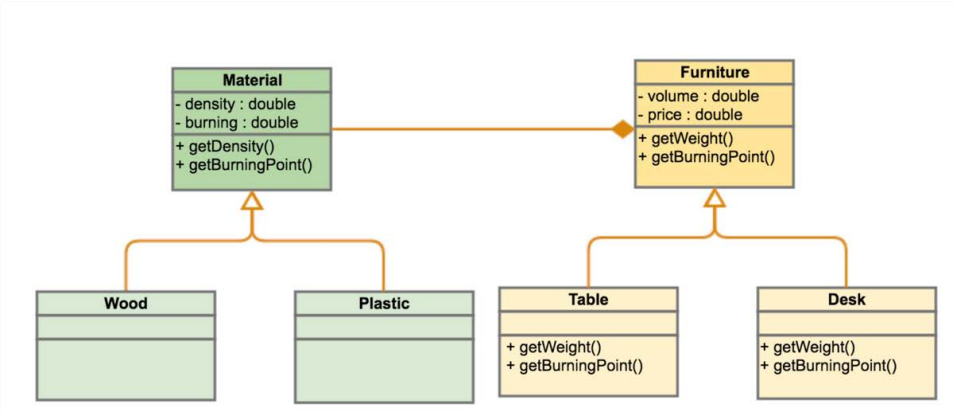 Material
- density : double
- burning : double
+ getDensity()
+ getBurningPoint()
Furniture
- volume : double
- price : double
+ getWeight()
+ getBurningPoint()
Wood
Plastic
Table
+ getWeight()
+ getBurningPoint()
Desk
+ getWeight()
+ getBurningPoint()